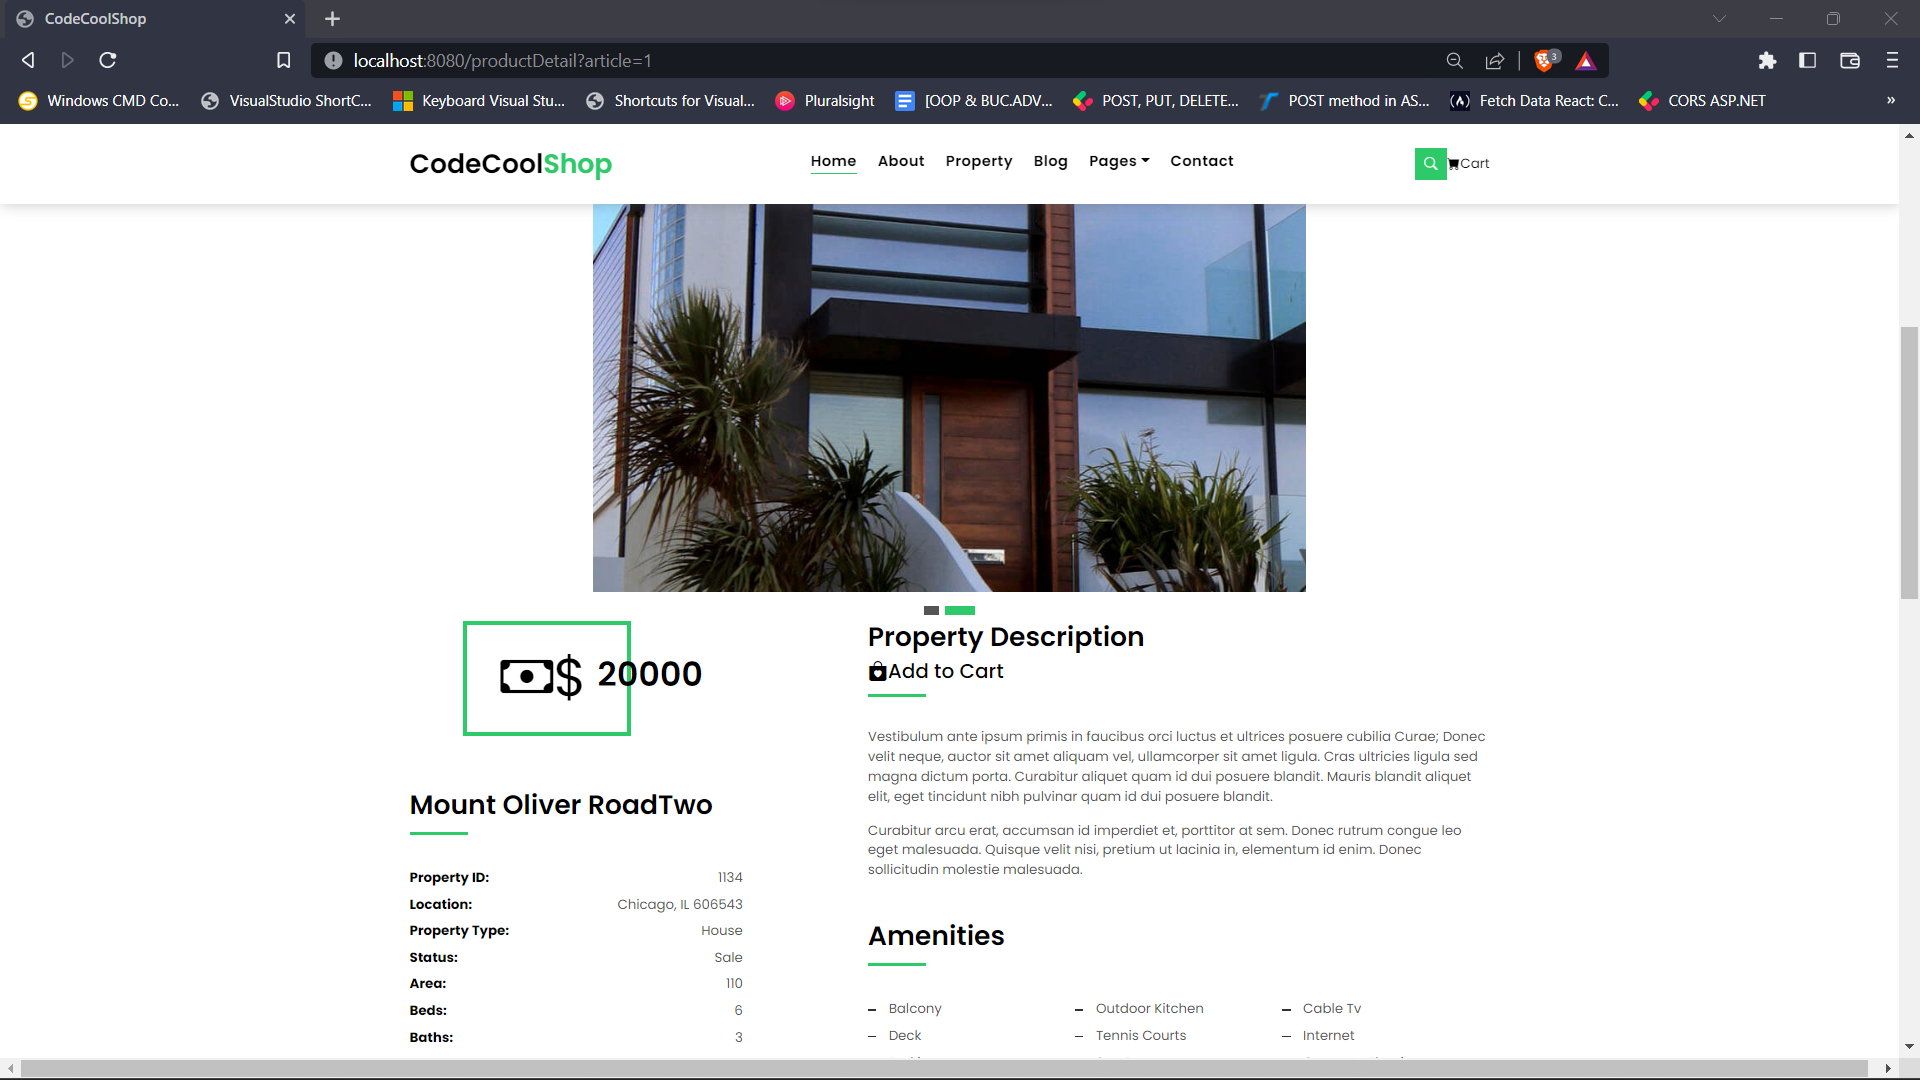 CodeCoolShop
localhost:8080/productDetail?article=1
3
Windows CMD Co...
VisualStudio ShortC...
Keyboard Visual Stu...
Shortcuts for Visual...
Pluralsight
[OOP & BUC.ADV...
POST, PUT, DELETE...
POST method in AS...
Fetch Data React: C...
CORS ASP.NET
»
CodeCoolShop
Home
About
Property
Blog
Pages
Contact
Cart
$ 20000
Mount Oliver RoadTwo
Property ID: 1134
Location: Chicago, IL 606543
Property Type: House
Status: Sale
Area: 110
Beds: 6
Baths: 3
Property Description
Add to Cart
Vestibulum ante ipsum primis in faucibus orci luctus et ultrices posuere cubilia Curae; Donec
velit neque, auctor sit amet aliquam vel, ullamcorper sit amet ligula. Cras ultricies ligula sed
magna dictum porta. Curabitur aliquet quam id dui posuere blandit. Mauris blandit aliquet
elit, eget tincidunt nibh pulvinar quam id dui posuere blandit.
Curabitur arcu erat, accumsan id imperdiet et, porttitor at sem. Donec rutrum congue leo
eget malesuada. Quisque velit nisi, pretium ut lacinia in, elementum id enim. Donec
sollicitudin molestie malesuada.
Amenities
Balcony
Outdoor Kitchen
Cable Tv
Deck
Tennis Courts
Internet